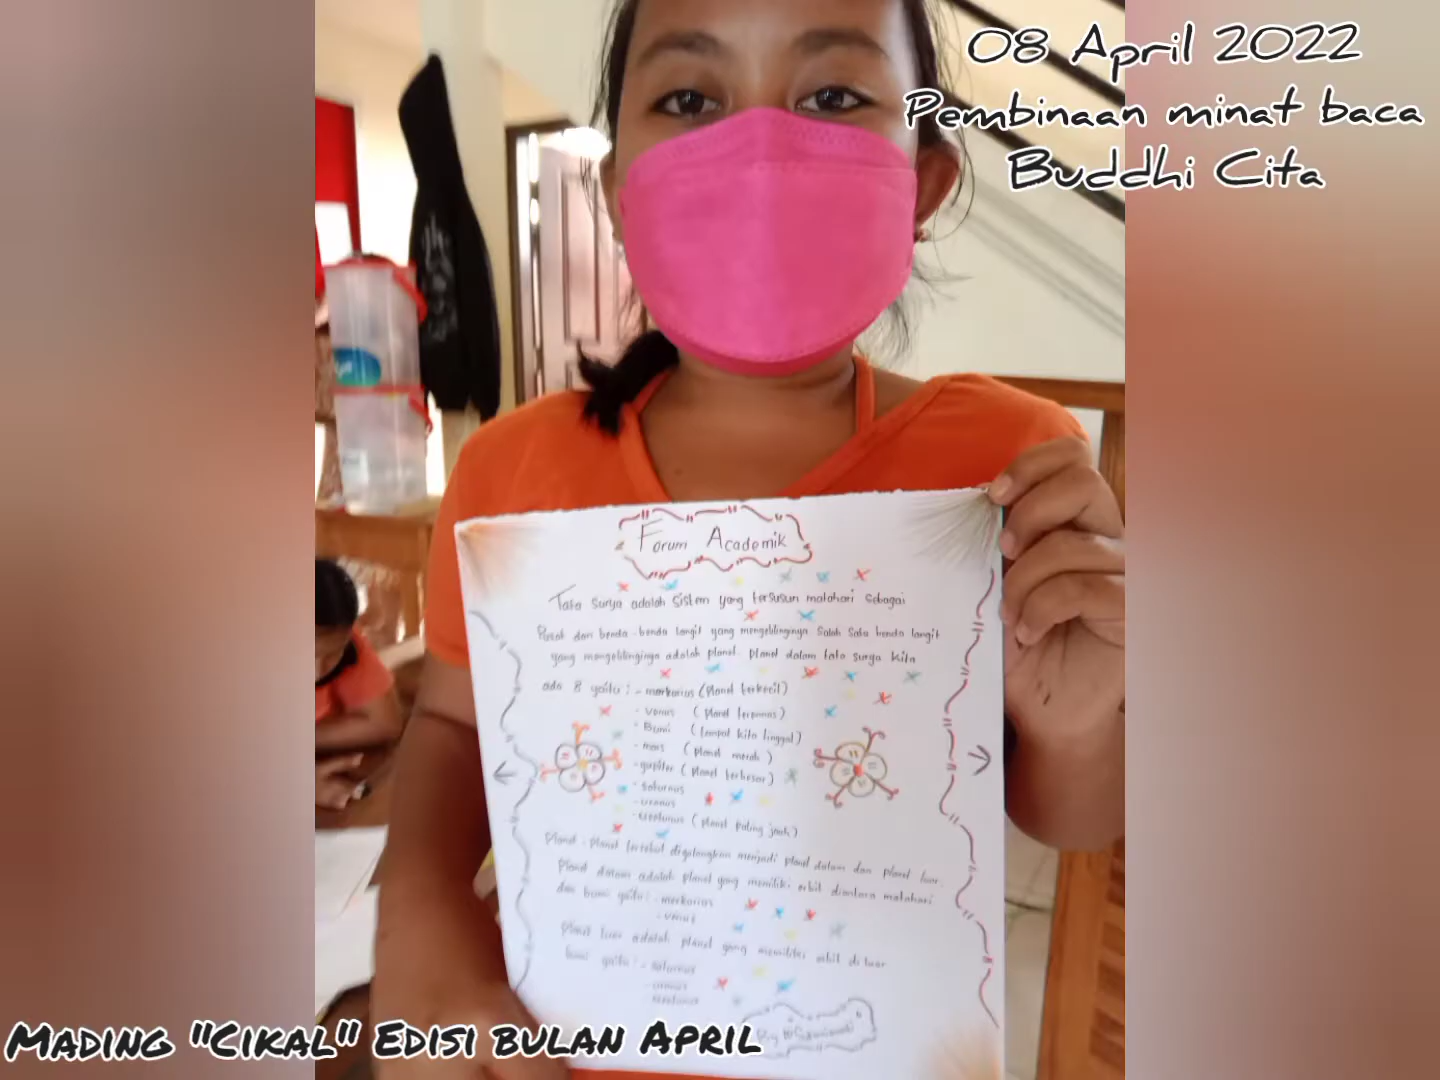 08 April 2022
Pembinaan minat baca
Buddhi Cita
Forum Academik
Tata Surya adalah sistem yang tersusun matahari sebagai
Pusat dan benda-benda langit yang mengelilinginya Salah Satu benda langit
yang mengelilinginya adalah planet. Planet dalam tata surya kita
ada 8 yaitu : - merkurius (Planet terkecil)
- Venus (Planet terpanas)
- Bumi (tempat kita tinggal)
- mars (Planet merah)
- yupiter (Planet terbesar)
- Saturnus
- uranus
- neptunus (Planet paling jauh)
Planet-planet tersebut digolongkan menjadi planet dalam dan planet luar.
Planet dalam adalah planet yang memiliki orbit diantara matahari
dan bumi yaitu : - merkurius
- venus
Planet luar adalah planet yang memiliki orbit di luar
bumi yaitu : - Saturnus
- uranus
- neptunus
By
Mading "Cikal" Edisi bulan April